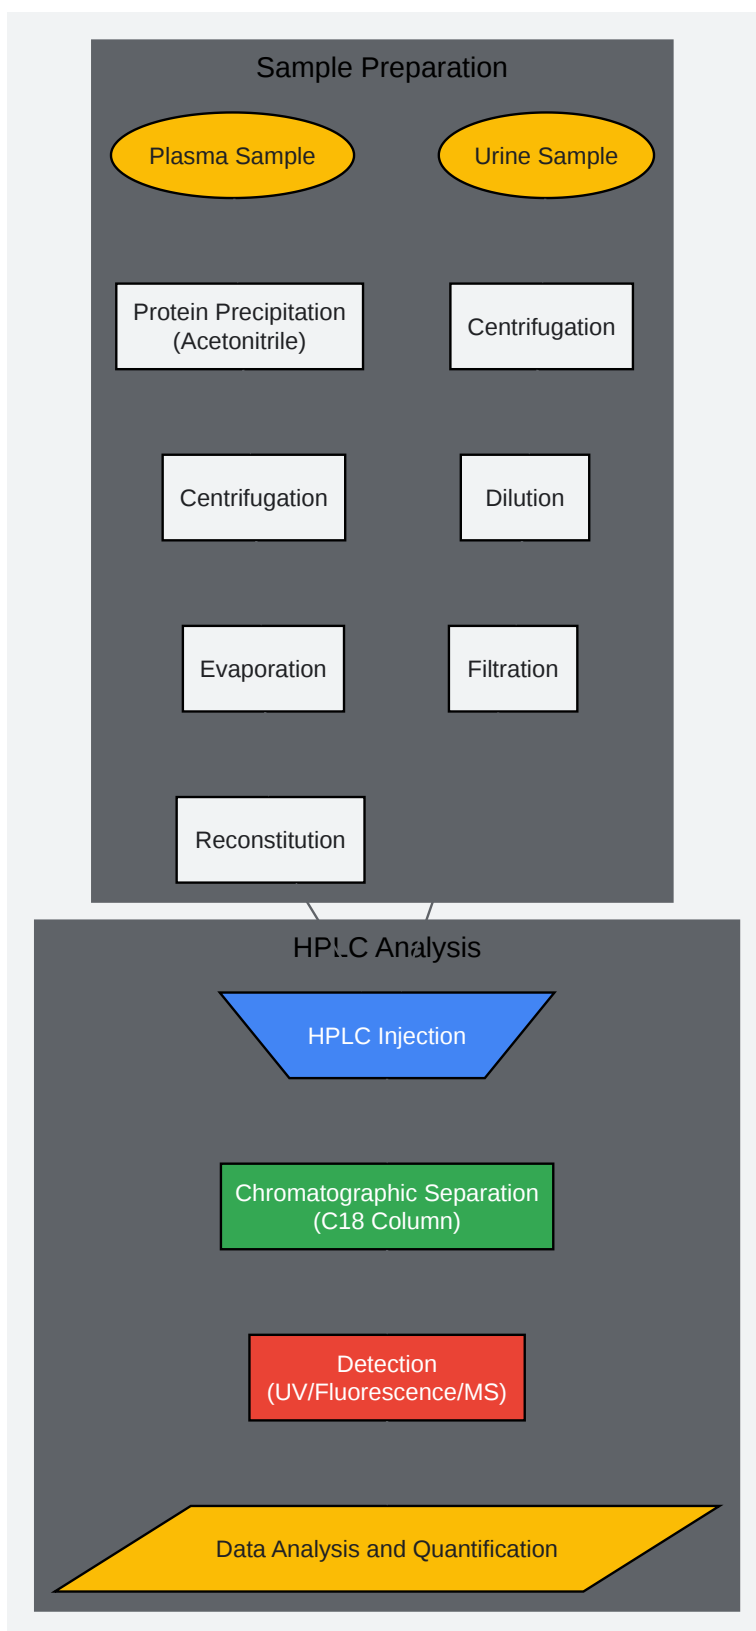 Sample Preparation
Plasma Sample
Urine Sample
Protein Precipitation
(Acetonitrile)
Centrifugation
Centrifugation
Dilution
Evaporation
Filtration
Reconstitution
HPLC Analysis
HPLC Injection
Chromatographic Separation
(C18 Column)
Detection
(UV/Fluorescence/MS)
Data Analysis and Quantification